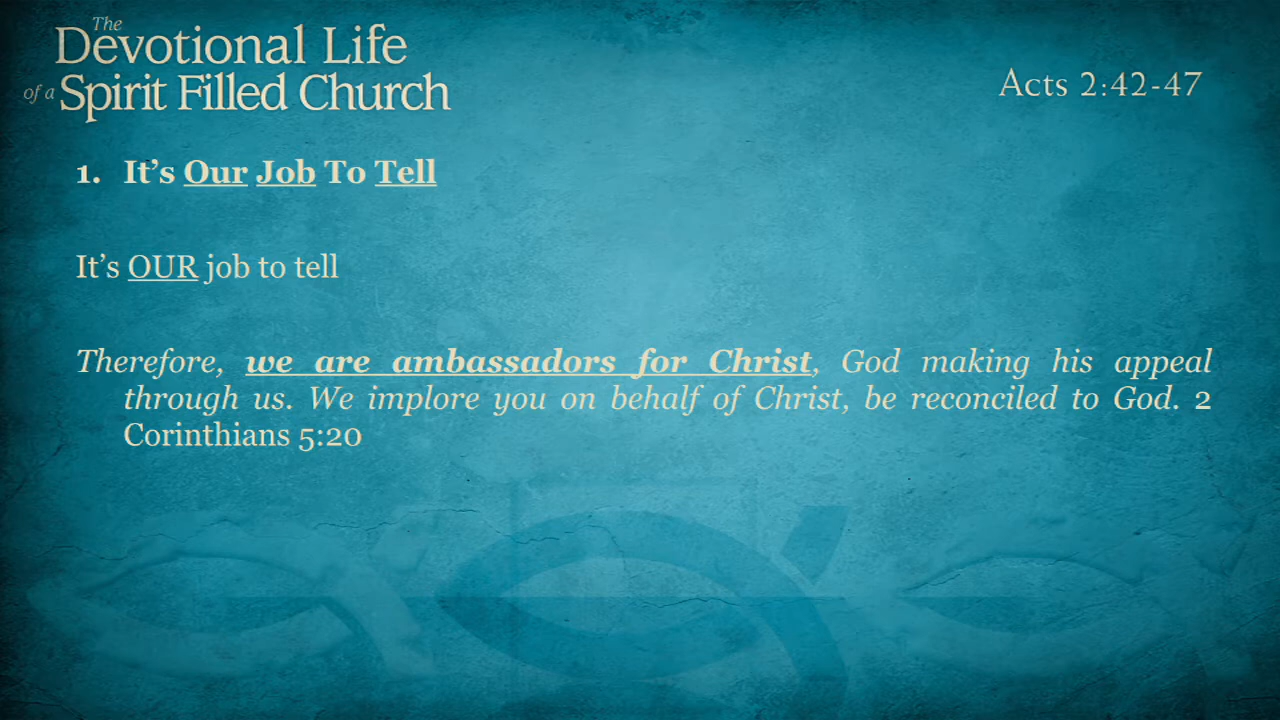 The
Devotional Life
of a Spirit Filled Church
Acts 2:42-47
1. It’s Our Job To Tell
It’s OUR job to tell
Therefore, we are ambassadors for Christ, God making his appeal
through us. We implore you on behalf of Christ, be reconciled to God. 2
Corinthians 5:20